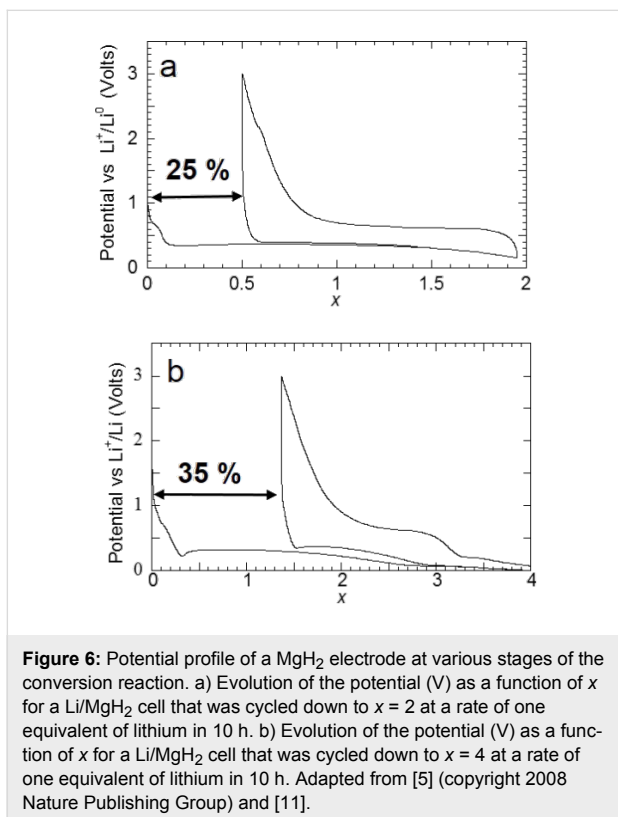 a
Potential vs Li⁺/Li⁰ (Volts)
3
2
1
0
25 %
0 0.5 1 1.5 2
x
b
Potential vs Li⁺/Li (Volts)
3
2
1
0
35 %
0 1 2 3 4
x
Figure 6: Potential profile of a MgH₂ electrode at various stages of the
conversion reaction. a) Evolution of the potential (V) as a function of x
for a Li/MgH₂ cell that was cycled down to x = 2 at a rate of one
equivalent of lithium in 10 h. b) Evolution of the potential (V) as a func-
tion of x for a Li/MgH₂ cell that was cycled down to x = 4 at a rate of
one equivalent of lithium in 10 h. Adapted from [5] (copyright 2008
Nature Publishing Group) and [11].